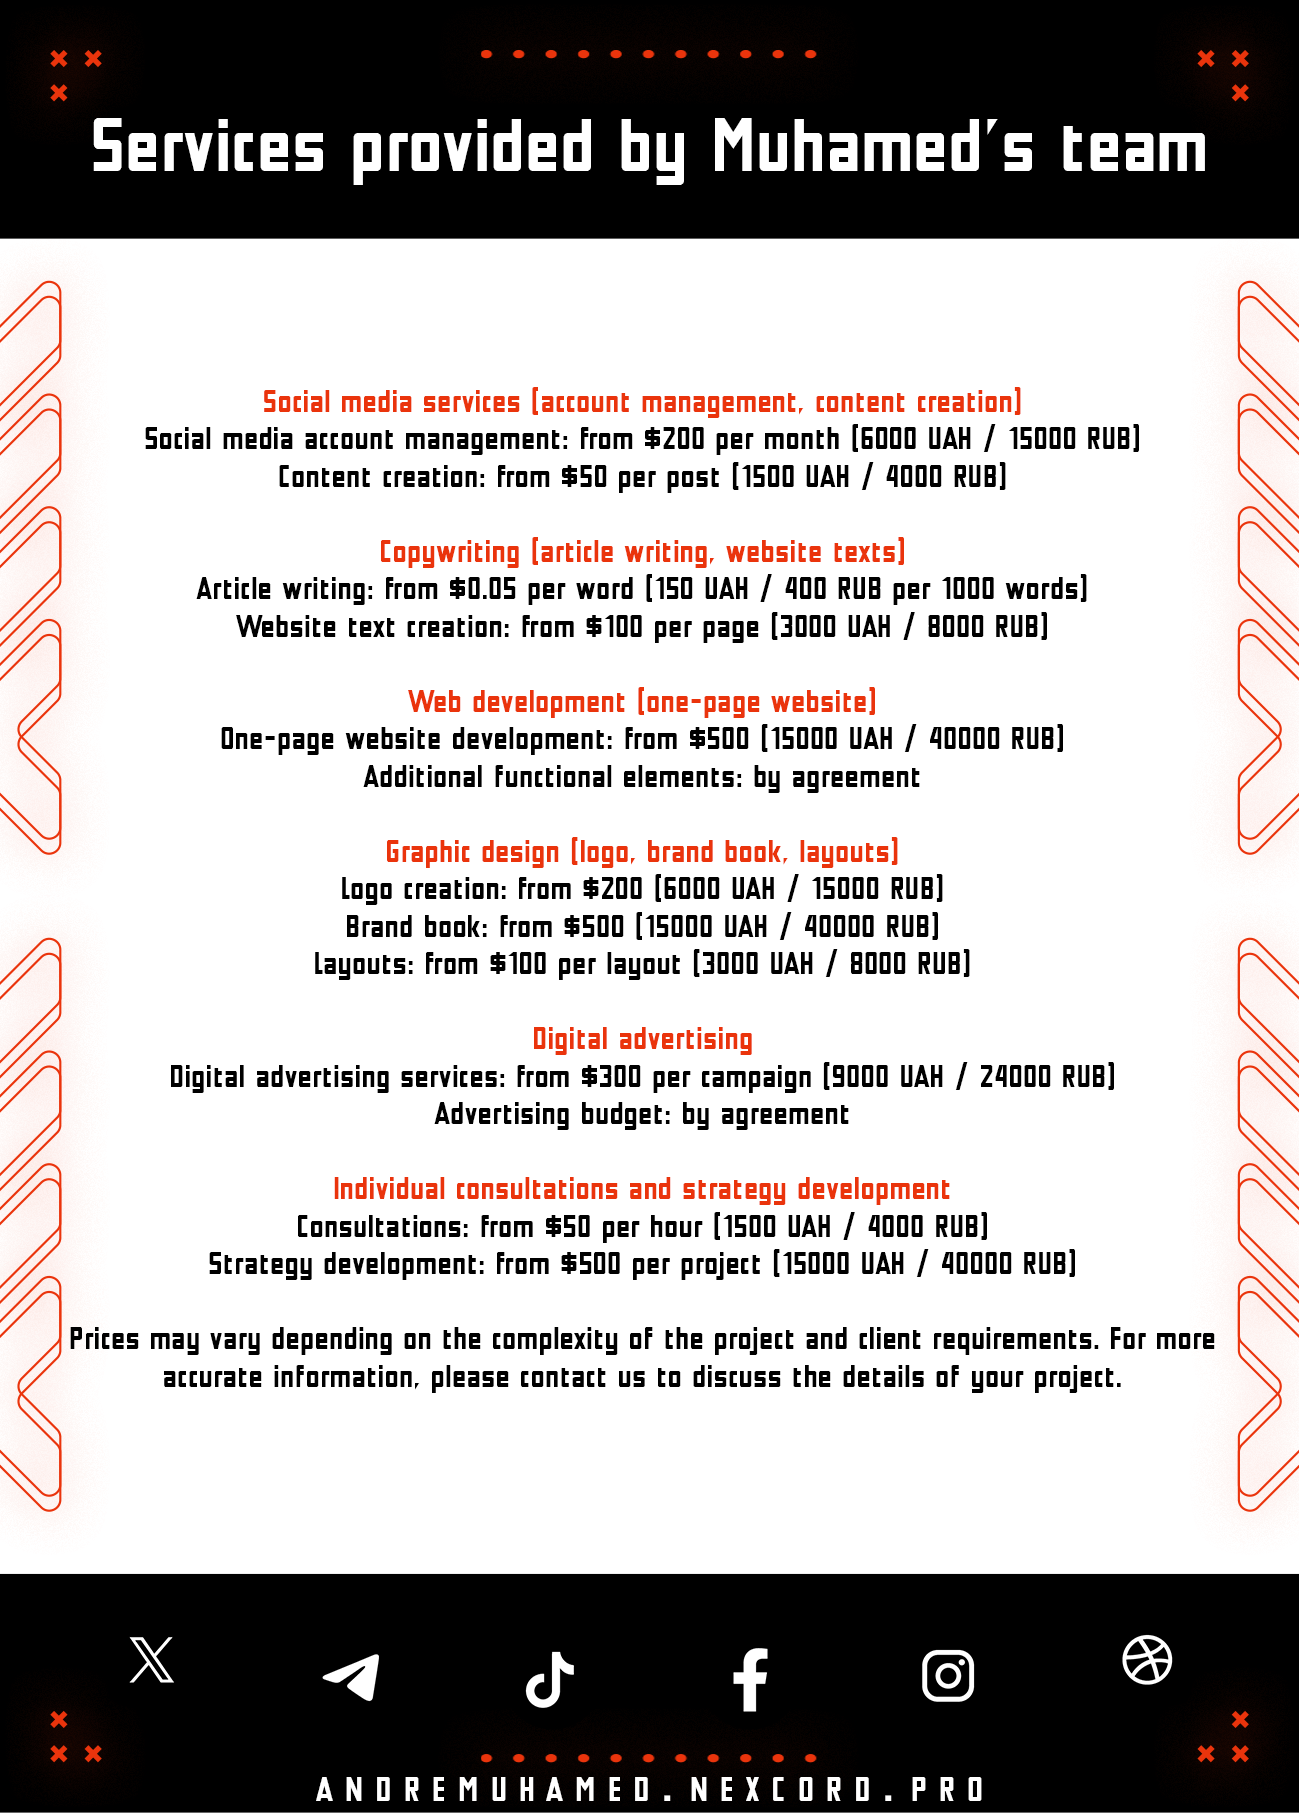 Services provided by Muhamed's team
Social media services (account management, content creation)
Social media account management: from $200 per month (6000 UAH / 15000 RUB)
Content creation: from $50 per post (1500 UAH / 4000 RUB)
Copywriting (article writing, website texts)
Article writing: from $0.05 per word (150 UAH / 400 RUB per 1000 words)
Website text creation: from $100 per page (3000 UAH / 8000 RUB)
Web development (one-page website)
One-page website development: from $500 (15000 UAH / 40000 RUB)
Additional functional elements: by agreement
Graphic design (logo, brand book, layouts)
Logo creation: from $200 (6000 UAH / 15000 RUB)
Brand book: from $500 (15000 UAH / 40000 RUB)
Layouts: from $100 per layout (3000 UAH / 8000 RUB)
Digital advertising
Digital advertising services: from $300 per campaign (9000 UAH / 24000 RUB)
Advertising budget: by agreement
Individual consultations and strategy development
Consultations: from $50 per hour (1500 UAH / 4000 RUB)
Strategy development: from $500 per project (15000 UAH / 40000 RUB)
Prices may vary depending on the complexity of the project and client requirements. For more
accurate information, please contact us to discuss the details of your project.
ANDREMUHAMED.NEXCORD.PRO